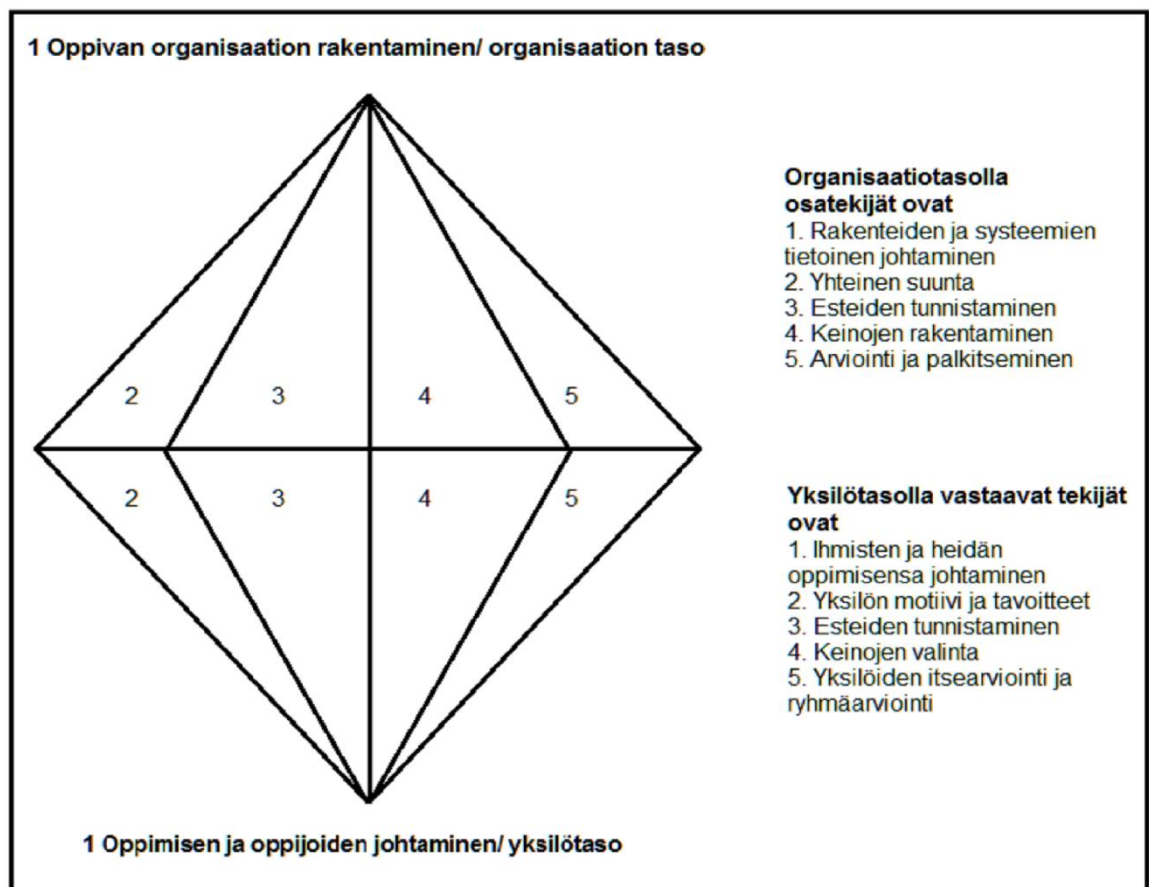 1 Oppivan organisaation rakentaminen/ organisaation taso
Organisaatiotasolla
osatekijät ovat
1. Rakenteiden ja systeemien
tietoinen johtaminen
2. Yhteinen suunta
3. Esteiden tunnistaminen
4. Keinojen rakentaminen
5. Arviointi ja palkitseminen
2 3 4 5
2 3 4 5
Yksilötasolla vastaavat tekijät
ovat
1. Ihmisten ja heidän
oppimisensa johtaminen
2. Yksilön motiivi ja tavoitteet
3. Esteiden tunnistaminen
4. Keinojen valinta
5. Yksilöiden itsearviointi ja
ryhmäarviointi
1 Oppimisen ja oppijoiden johtaminen/ yksilötaso